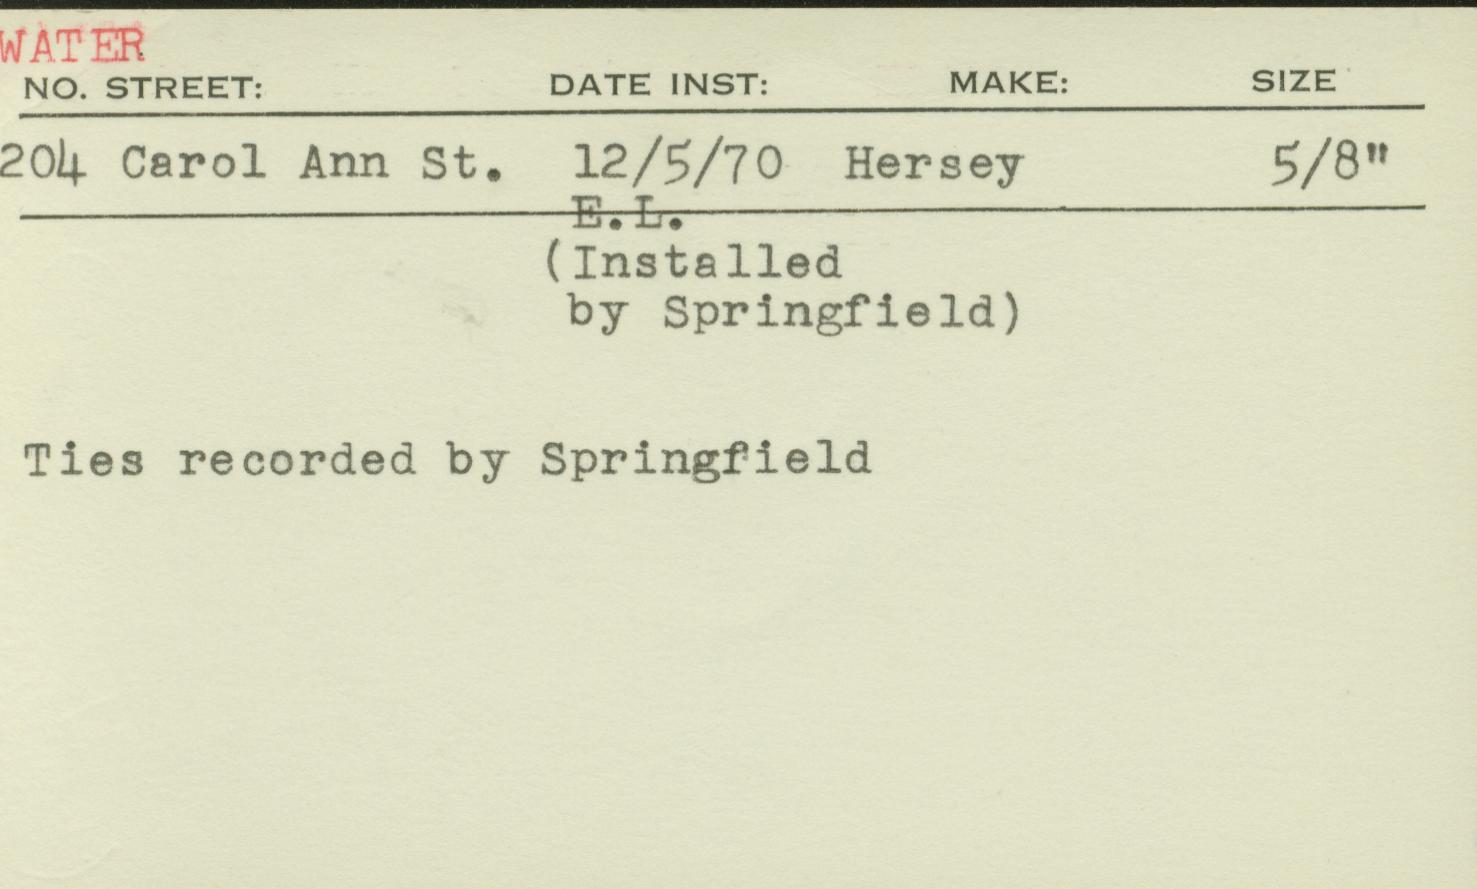 WATER
NO. STREET: DATE INST: MAKE: SIZE
204 Carol Ann St. 12/5/70 Hersey 5/8"
E.L.
(Installed
by Springfield)
Ties recorded by Springfield